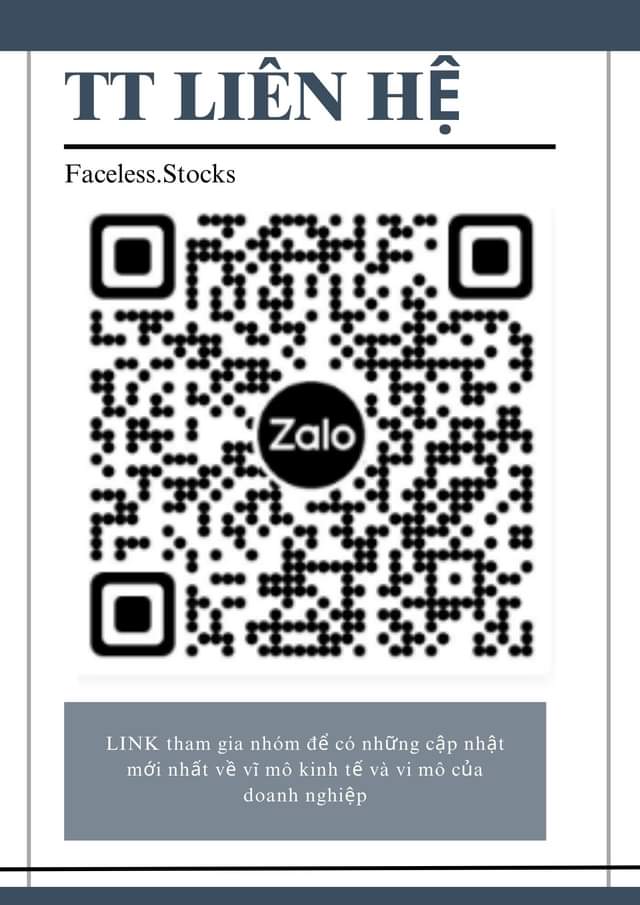 TT LIÊN HỆ
Faceless.Stocks
Zalo
LINK tham gia nhóm để có những cập nhật
mới nhất về vĩ mô kinh tế và vi mô của
doanh nghiệp